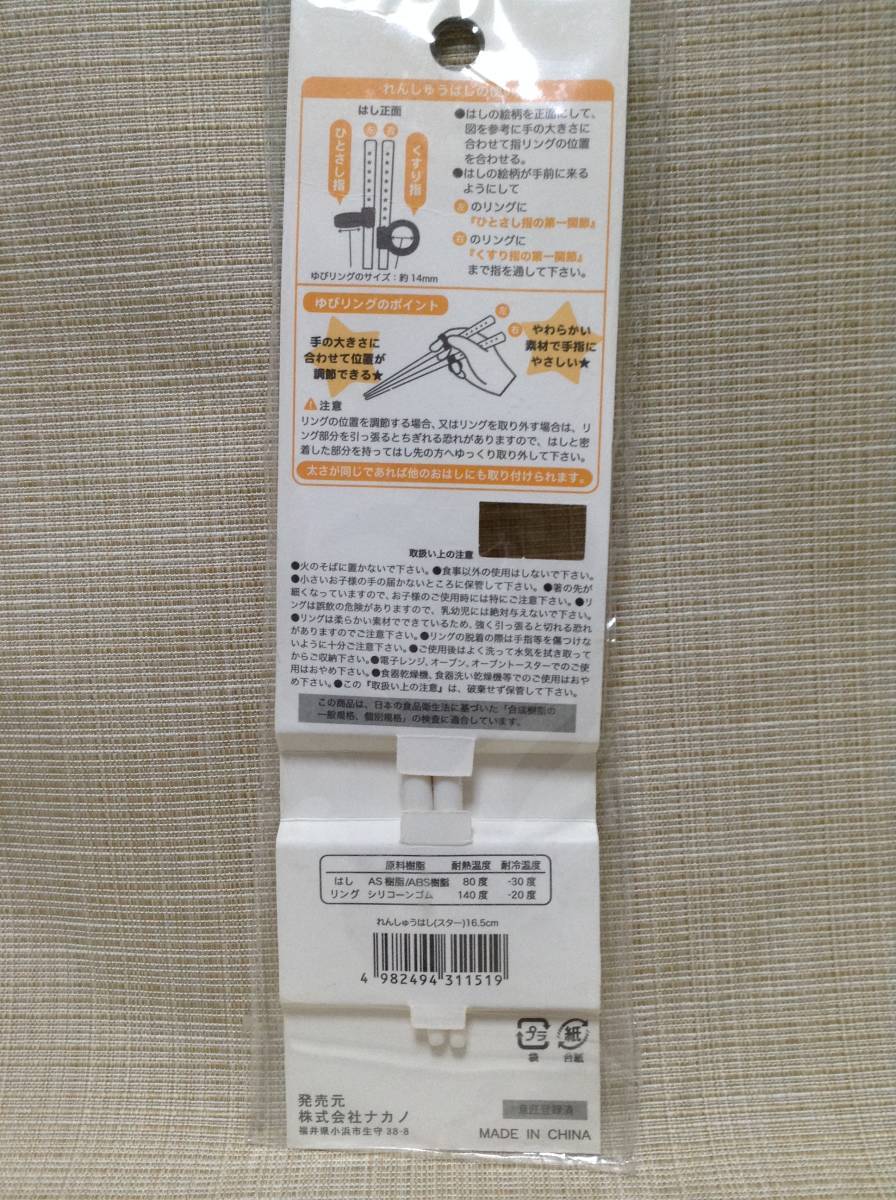 れんしゅうはしの使い
はし正面
ひとさし指
左
右
くすり指
ゆびリングのサイズ：約14mm
●はしの絵柄を正面にして、
図を参考に手の大きさに
合わせて指リングの位置
を合わせる。
●はしの絵柄が手前に来る
ようにして
左のリングに
『ひとさし指の第一関節』
右のリングに
『くすり指の第一関節』
まで指を通して下さい。
ゆびリングのポイント
手の大きさに
合わせて位置が
調節できる★
左
右
やわらかい
素材で手指に
やさしい★
注意
リングの位置を調節する場合、又はリングを取り外す場合は、リ
ング部分を引っ張るとちぎれる恐れがありますので、はしと密
着した部分を持ってはし先の方へゆっくり取り外して下さい。
太さが同じであれば他のおはしにも取り付けられます。
取扱い上の注意
●火のそばに置かないで下さい。●食事以外の使用はしないで下さい。
●小さいお子様の手の届かないところに保管して下さい。●箸の先が
細くなっていますので、お子様のご使用時には特にご注意下さい。●リ
ングは誤飲の危険がありますので、乳幼児には絶対与えないで下さい。
●リングは柔らかい素材でできているため、強く引っ張ると切れる恐れ
がありますのでご注意下さい。●リングの脱着の際は手指等を傷つけな
いように十分ご注意下さい。●ご使用後はよく洗って水気を拭き取って
からご収納下さい。●電子レンジ、オーブン、オーブントースターでのご使
用はおやめ下さい。●食器乾燥機、食器洗い乾燥機等でのご使用はおや
め下さい。●この『取扱い上の注意』は、破棄せず保管して下さい。
この商品は、日本の食品衛生法に基づいた「合成樹脂の
一般規格、個別規格」の検査に適合しています。
原料樹脂 耐熱温度 耐冷温度
はし AS樹脂/ABS樹脂 80度 -30度
リング シリコーンゴム 140度 -20度
れんしゅうはし(スター)16.5cm
4 982494 311519
プラ 紙
袋 台紙
発売元
株式会社ナカノ
福井県小浜市生守38-8
意匠登録済
MADE IN CHINA